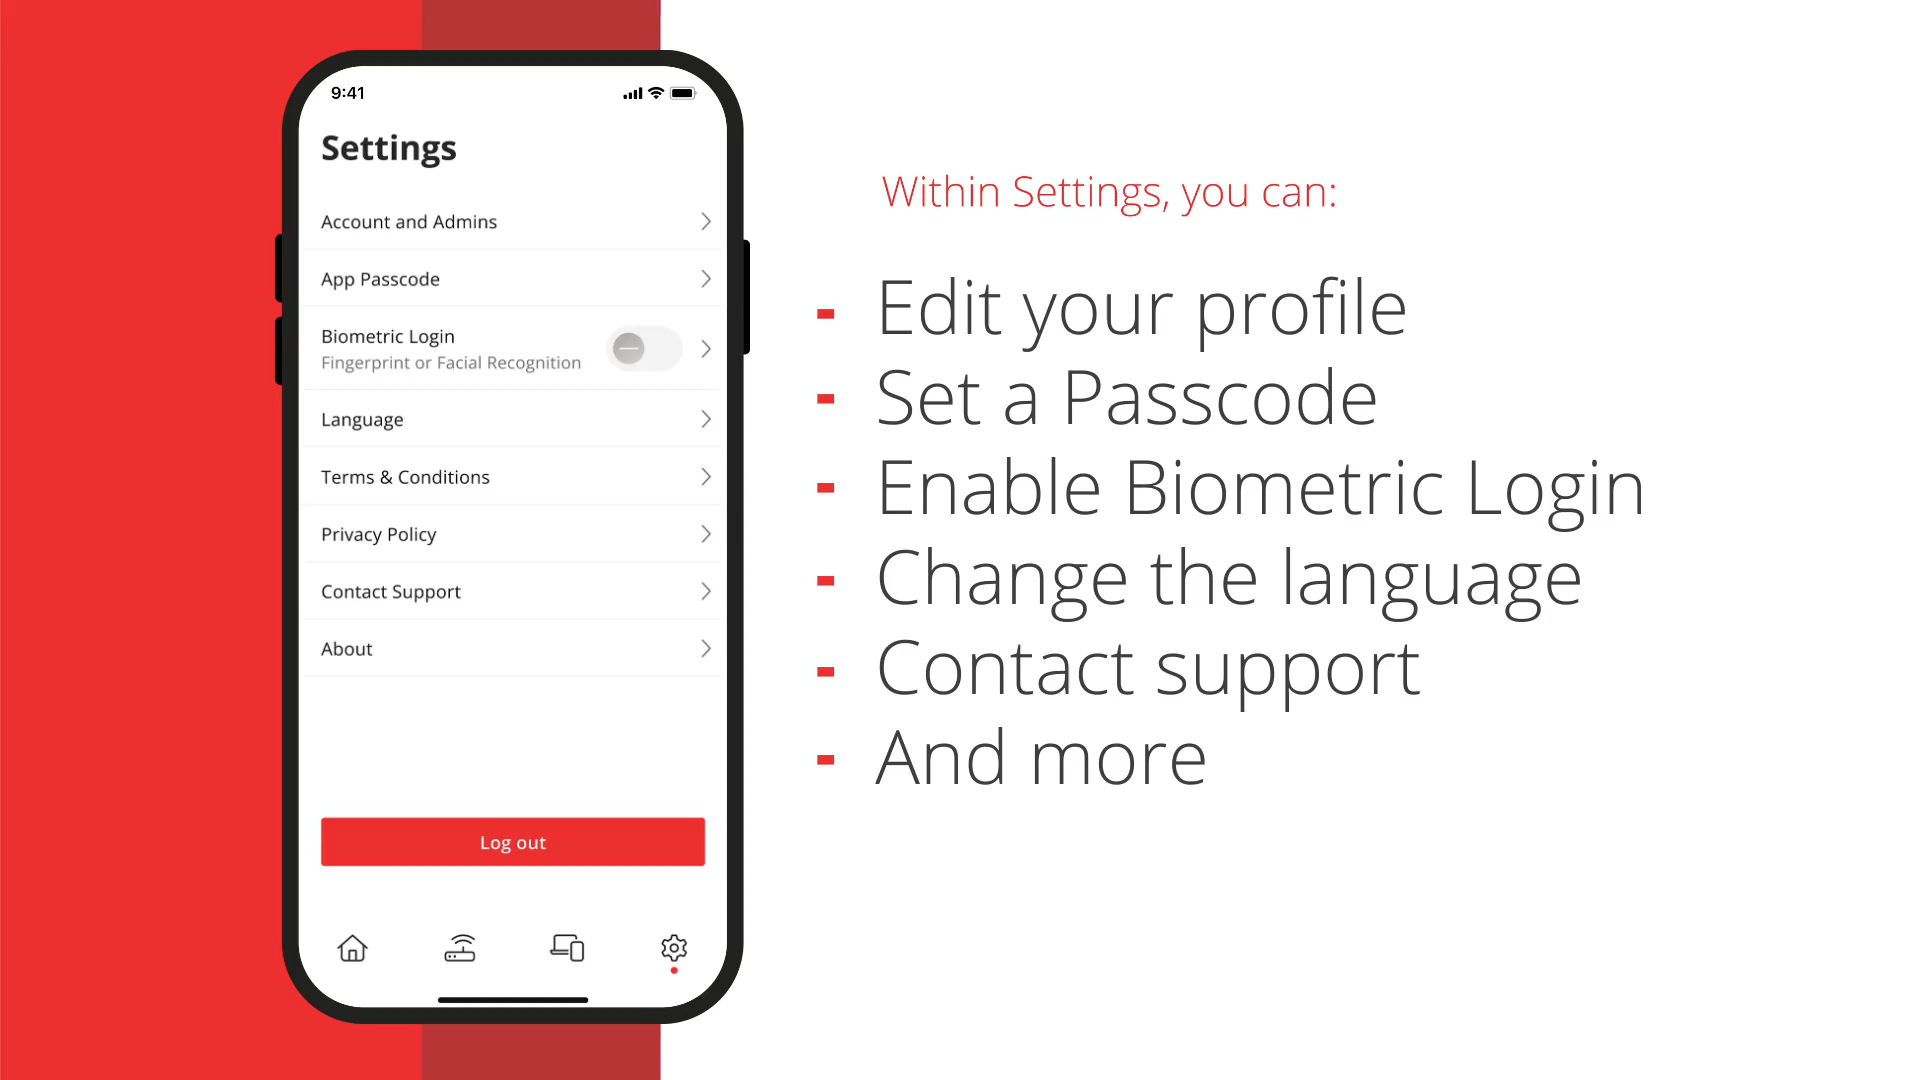 9:41
Settings
Account and Admins
App Passcode
Biometric Login
Fingerprint or Facial Recognition
Language
Terms & Conditions
Privacy Policy
Contact Support
About
Log out
Within Settings, you can:
- Edit your profile
- Set a Passcode
- Enable Biometric Login
- Change the language
- Contact support
- And more